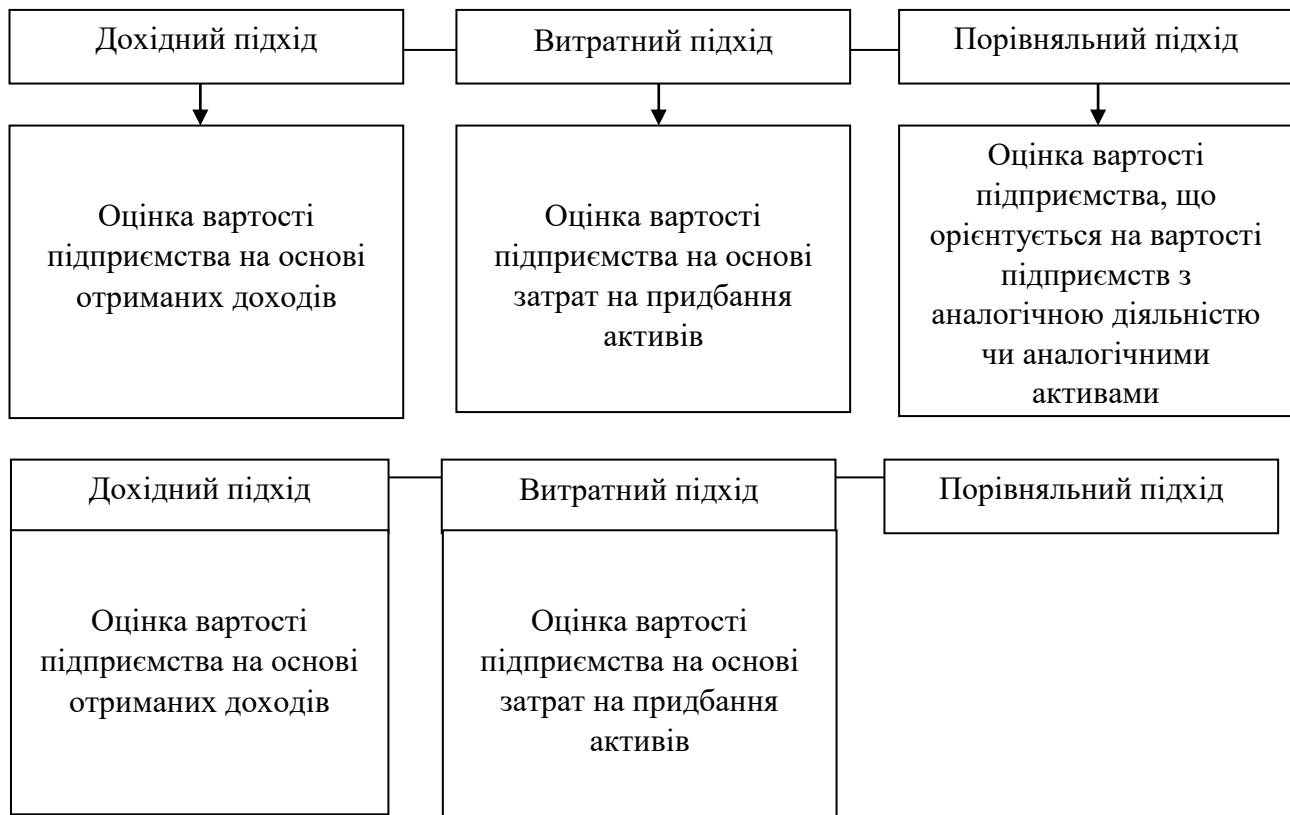 Дохідний підхід
Витратний підхід
Порівняльний підхід
Оцінка вартості
підприємства на основі
отриманих доходів
Оцінка вартості
підприємства на основі
затрат на придбання
активів
Оцінка вартості
підприємства, що
орієнтується на вартості
підприємств з
аналогічною діяльністю
чи аналогічними
активами
Дохідний підхід
Витратний підхід
Порівняльний підхід
Оцінка вартості
підприємства на основі
отриманих доходів
Оцінка вартості
підприємства на основі
затрат на придбання
активів